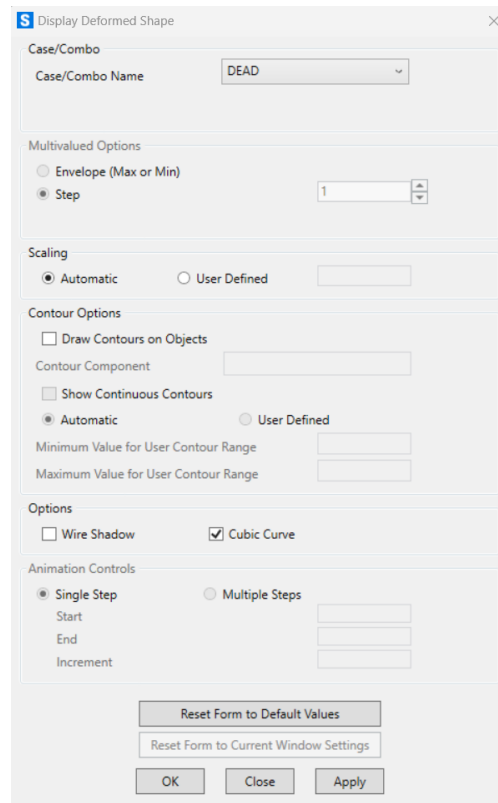 S Display Deformed Shape
Case/Combo
Case/Combo Name DEAD
Multivalued Options
Envelope (Max or Min)
Step 1
Scaling
Automatic User Defined
Contour Options
Draw Contours on Objects
Contour Component
Show Continuous Contours
Automatic User Defined
Minimum Value for User Contour Range
Maximum Value for User Contour Range
Options
Wire Shadow Cubic Curve
Animation Controls
Single Step Multiple Steps
Start
End
Increment
Reset Form to Default Values
Reset Form to Current Window Settings
OK Close Apply